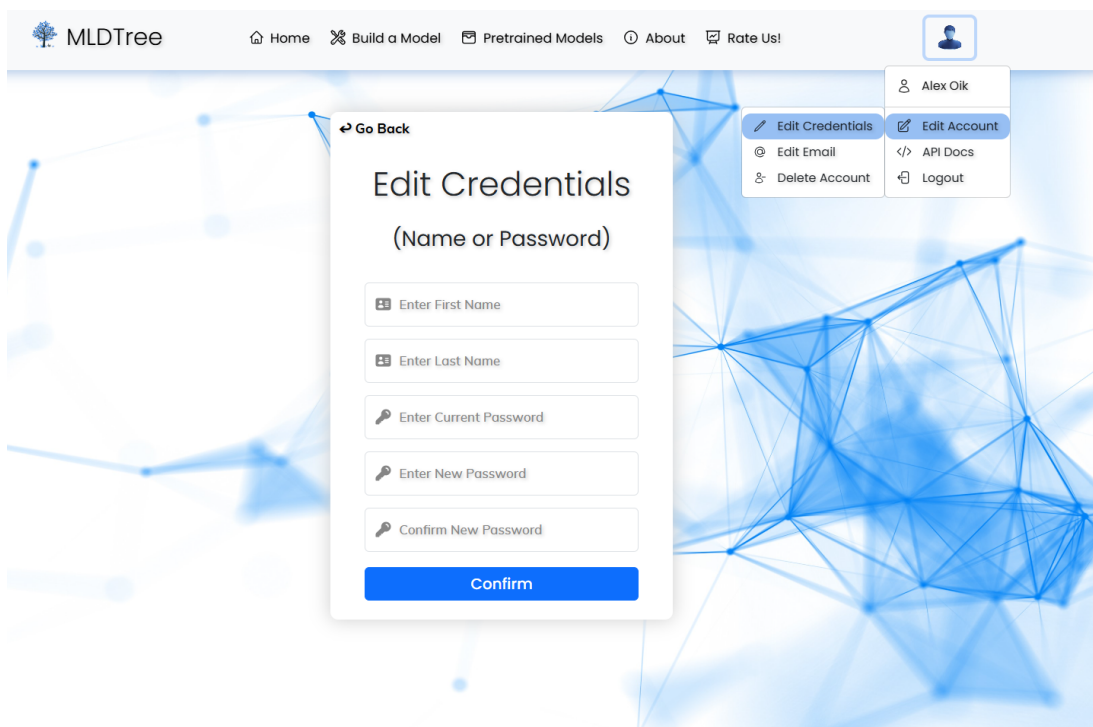 MLDTree Home Build a Model Pretrained Models About Rate Us!
Alex Oik
Edit Account
API Docs
Logout
Edit Credentials
@ Edit Email
Delete Account
Go Back
Edit Credentials
(Name or Password)
Enter First Name
Enter Last Name
Enter Current Password
Enter New Password
Confirm New Password
Confirm